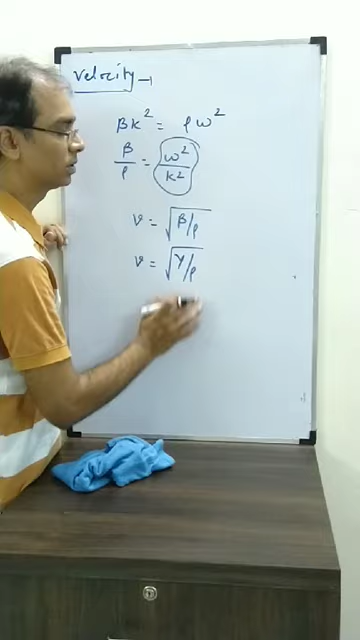 Velocity →
βk² = ρω²
β/ρ = ω²/k²
v = √β/ρ
v = √Y/ρ